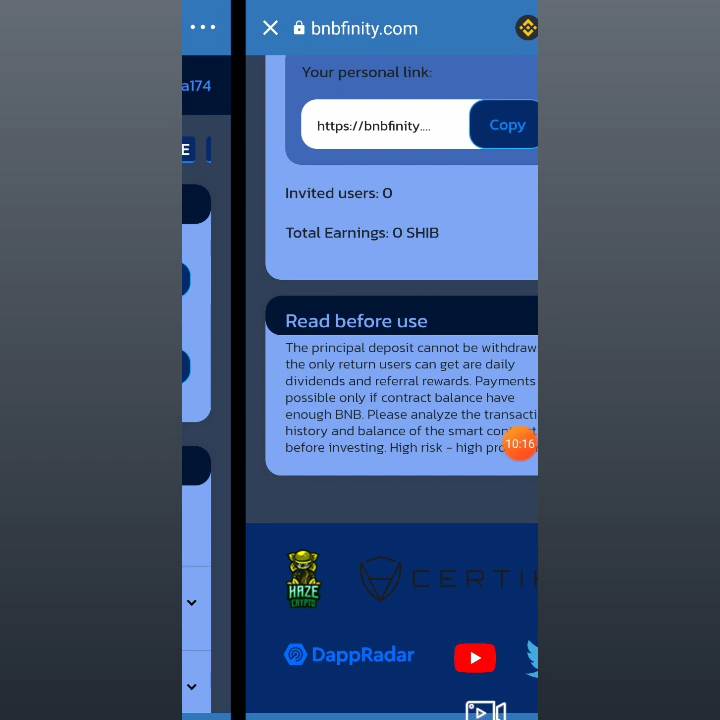 bnbfinity.com
a174
Your personal link:
https://bnbfinity....
Copy
E
Invited users: 0
Total Earnings: 0 SHIB
Read before use
The principal deposit cannot be withdraw
the only return users can get are daily
dividends and referral rewards. Payments
possible only if contract balance have
enough BNB. Please analyze the transacti
history and balance of the smart con
before investing. High risk - high pro
10:16
HAZE
CRYPTO
CERTI
DappRadar